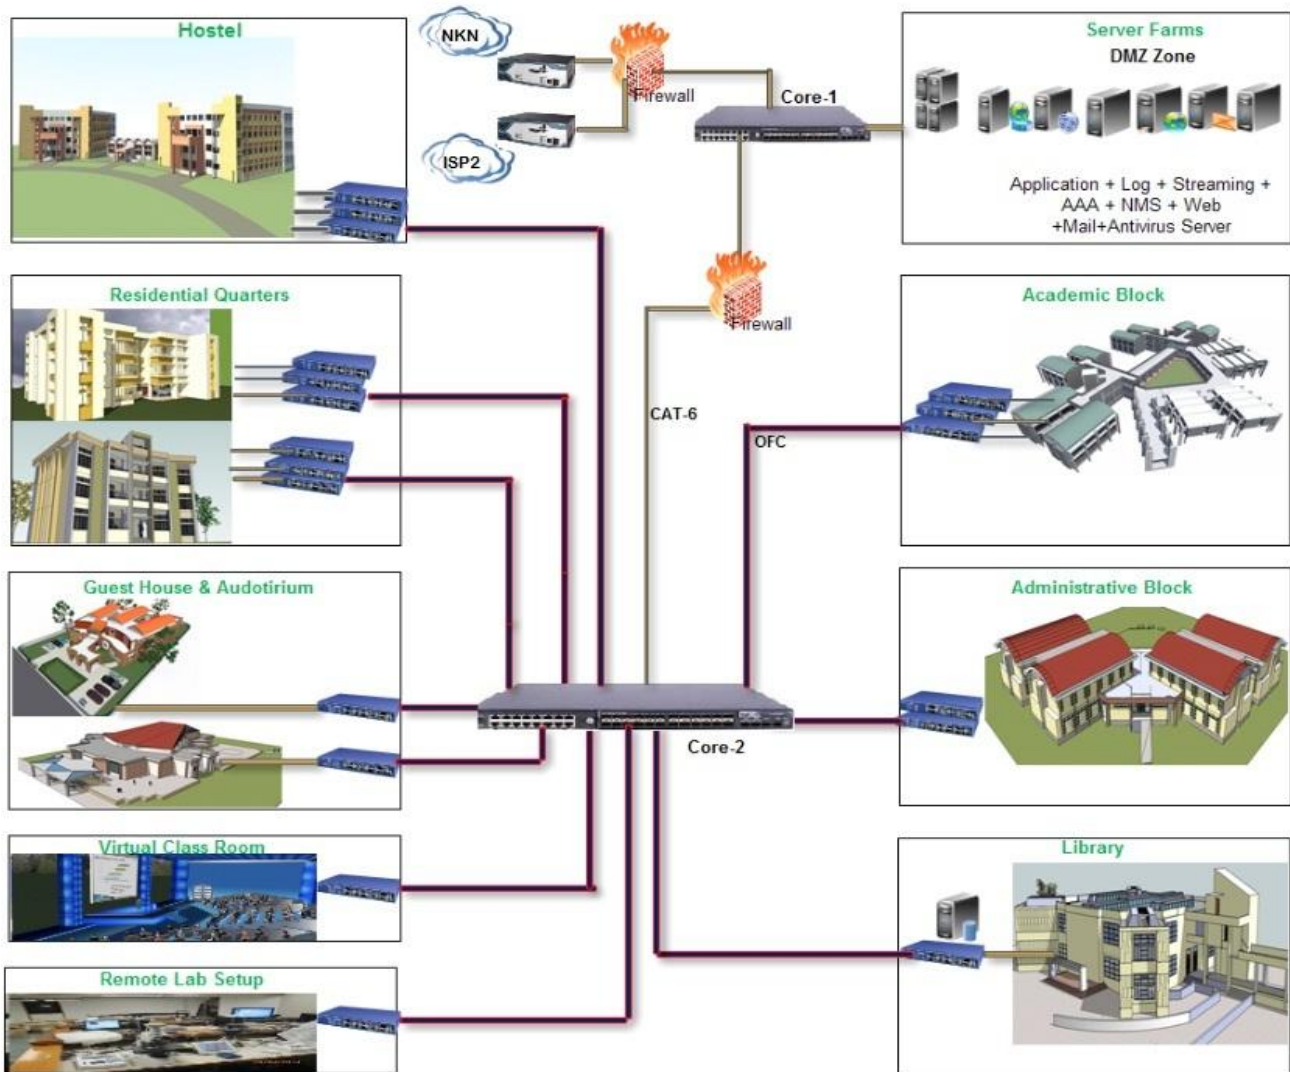 Hostel
NKN
ISP2
Firewall
Core-1
Server Farms
DMZ Zone
Application + Log + Streaming +
AAA + NMS + Web
+Mail+Antivirus Server
Residential Quarters
Firewall
Academic Block
CAT-6
OFC
Guest House & Audotirium
Administrative Block
Core-2
Virtual Class Room
Library
Remote Lab Setup